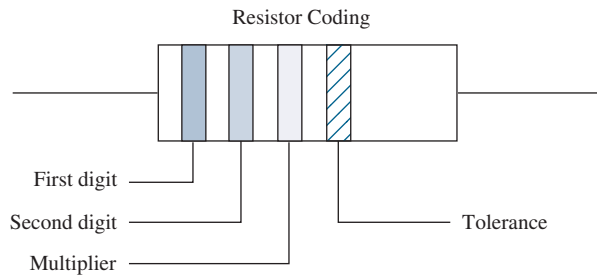 Resistor Coding
First digit
Second digit
Tolerance
Multiplier